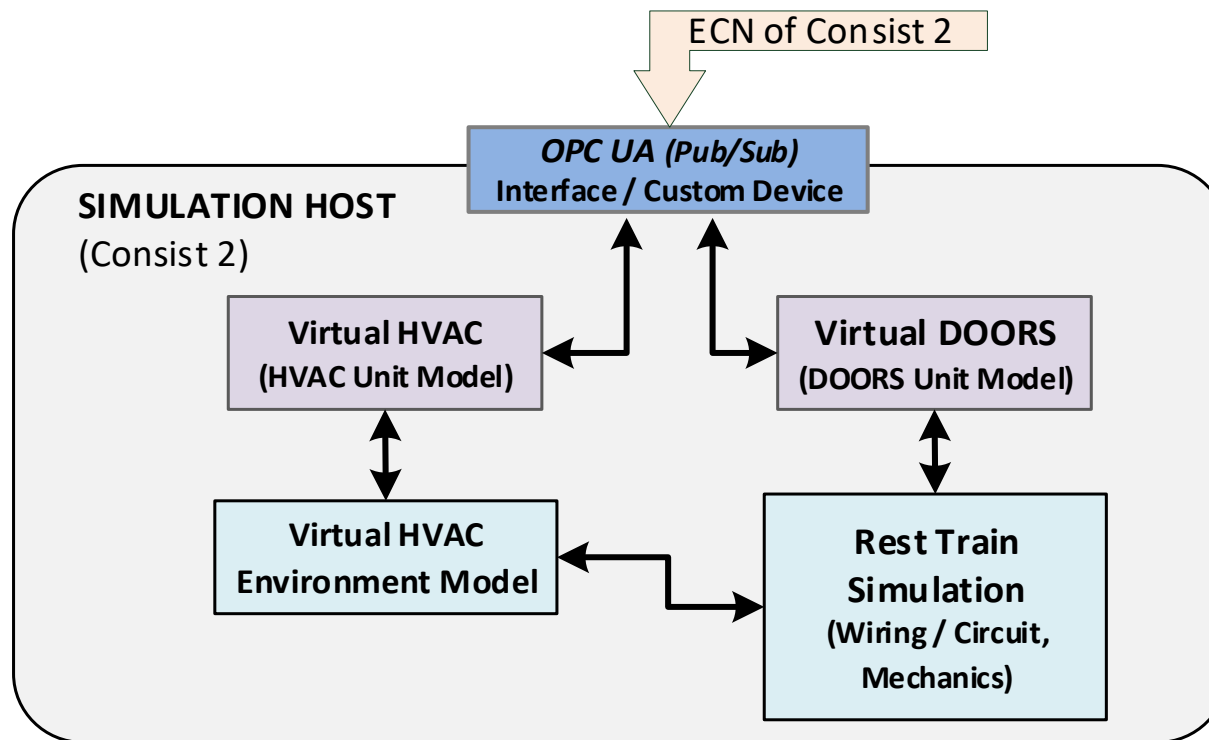 ECN of Consist 2
OPC UA (Pub/Sub)
Interface / Custom Device
SIMULATION HOST
(Consist 2)
Virtual HVAC
(HVAC Unit Model)
Virtual DOORS
(DOORS Unit Model)
Virtual HVAC
Environment Model
Rest Train
Simulation
(Wiring / Circuit,
Mechanics)